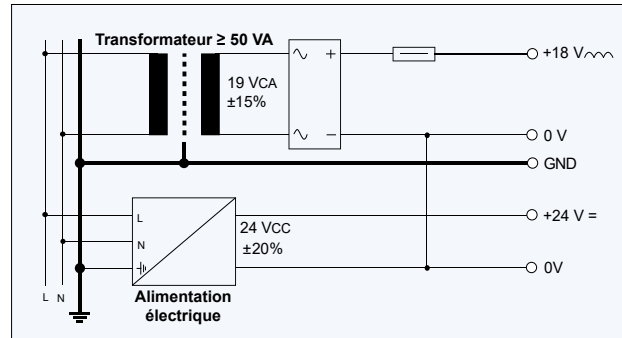 Transformateur ≥ 50 VA
+
+18 V
19 VCA
±15%
–
0 V
GND
L
24 VCC
+24 V =
N
±20%
0V
L N
Alimentation
électrique